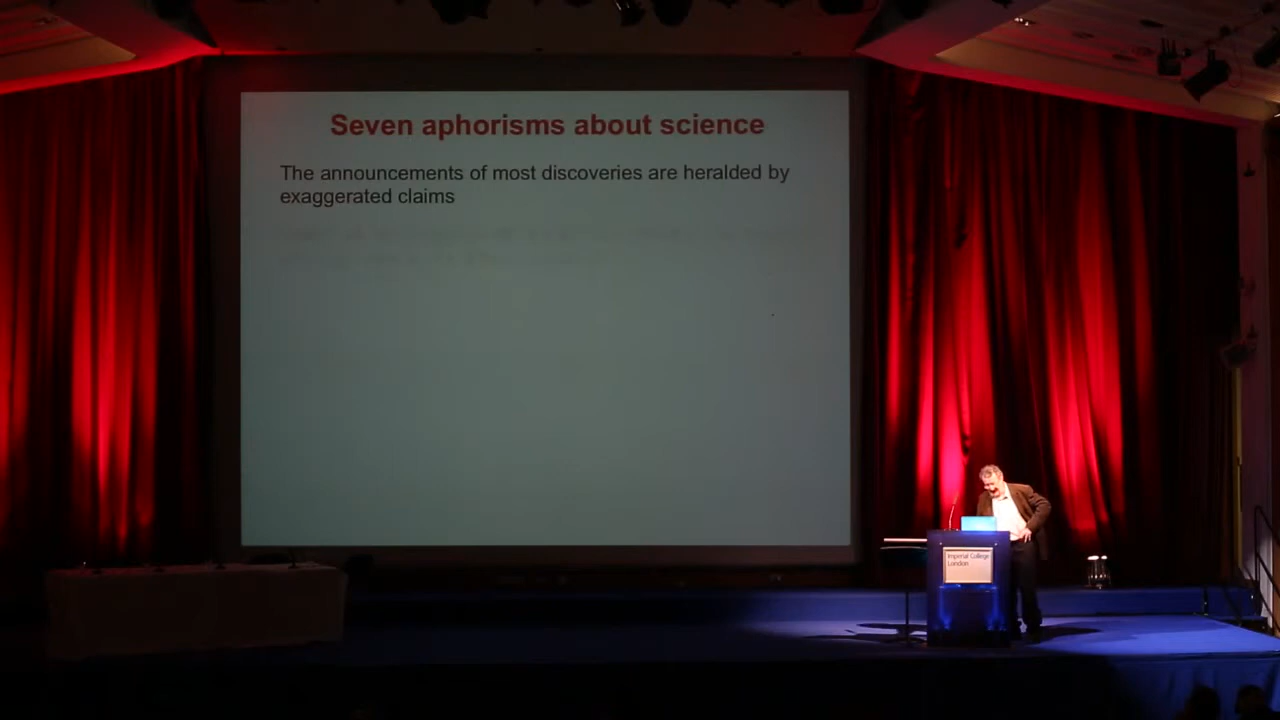 Seven aphorisms about science
The announcements of most discoveries are heralded by
exaggerated claims
Imperial College
London